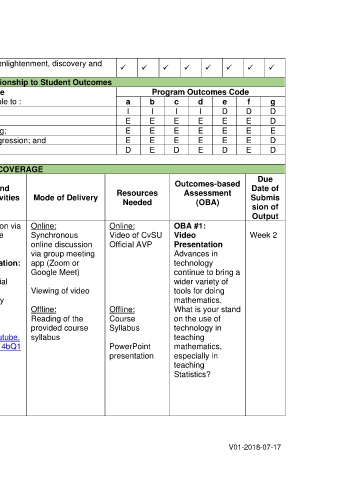 enlightenment, discovery and ✓ ✓ ✓ ✓ ✓ ✓ ✓
ionship to Student Outcomes
e Program Outcomes Code
ble to : a b c d e f g
I I I I D D D
E E E E E E D
g; E E E E E E E
gression; and E E E E E E D
D E D E D E D
COVERAGE
nd
vities
Mode of Delivery
Resources
Needed
Outcomes-based
Assessment
(OBA)
Due
Date of
Submis
sion of
Output
on via
e
ation:
ial
y
utube.
4bQ1
Online:
Synchronous
online discussion
via group meeting
app (Zoom or
Google Meet)
Viewing of video
Offline:
Reading of the
provided course
syllabus
Online:
Video of CvSU
Official AVP
Offline:
Course
Syllabus
PowerPoint
presentation
OBA #1:
Video
Presentation
Advances in
technology
continue to bring a
wider variety of
tools for doing
mathematics.
What is your stand
on the use of
technology in
teaching
mathematics,
especially in
teaching
Statistics?
Week 2
V01-2018-07-17